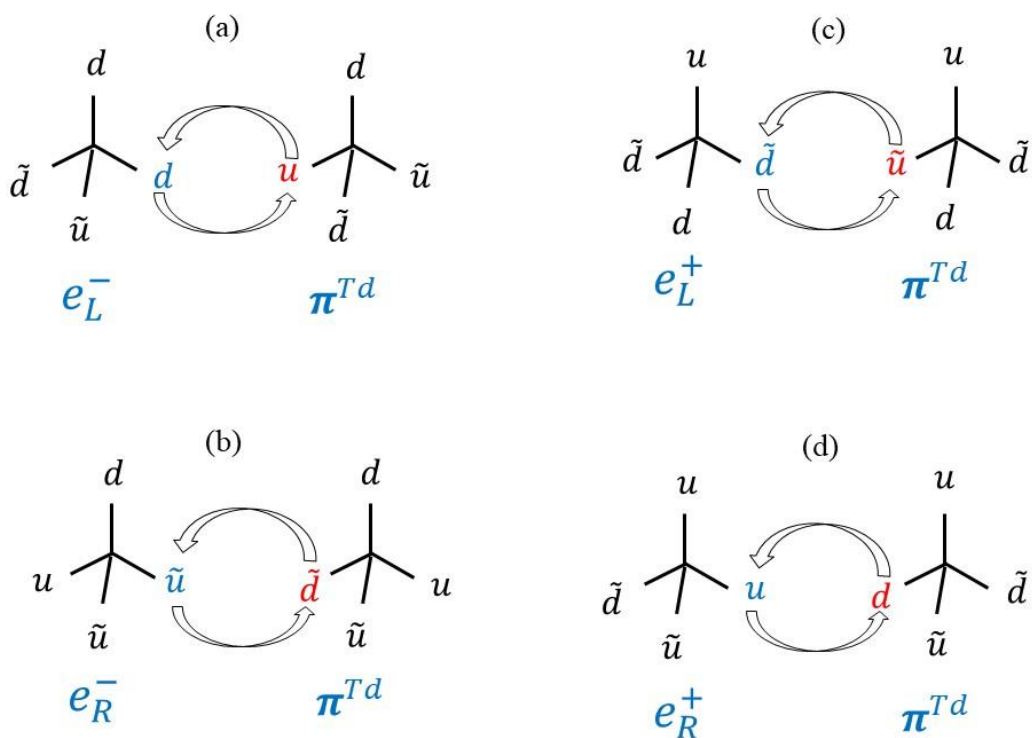 (a)
d
d
d̃
d
u
ũ
ũ
d̃
e_L^-
π^{Td}
(c)
u
u
d̃
d̃
ũ
d̃
d
d
e_L^+
π^{Td}
(b)
d
d
u
ũ
d̃
u
ũ
ũ
e_R^-
π^{Td}
(d)
u
u
d̃
u
d
d̃
ũ
ũ
e_R^+
π^{Td}